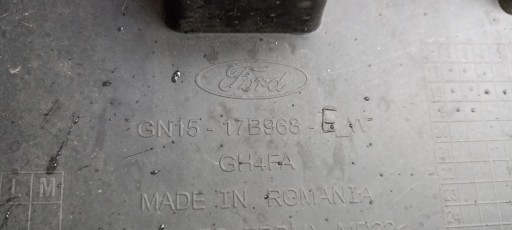 Ford
GN15 - 17B968 - E
GH4FA
L M
MADE IN ROMANIA